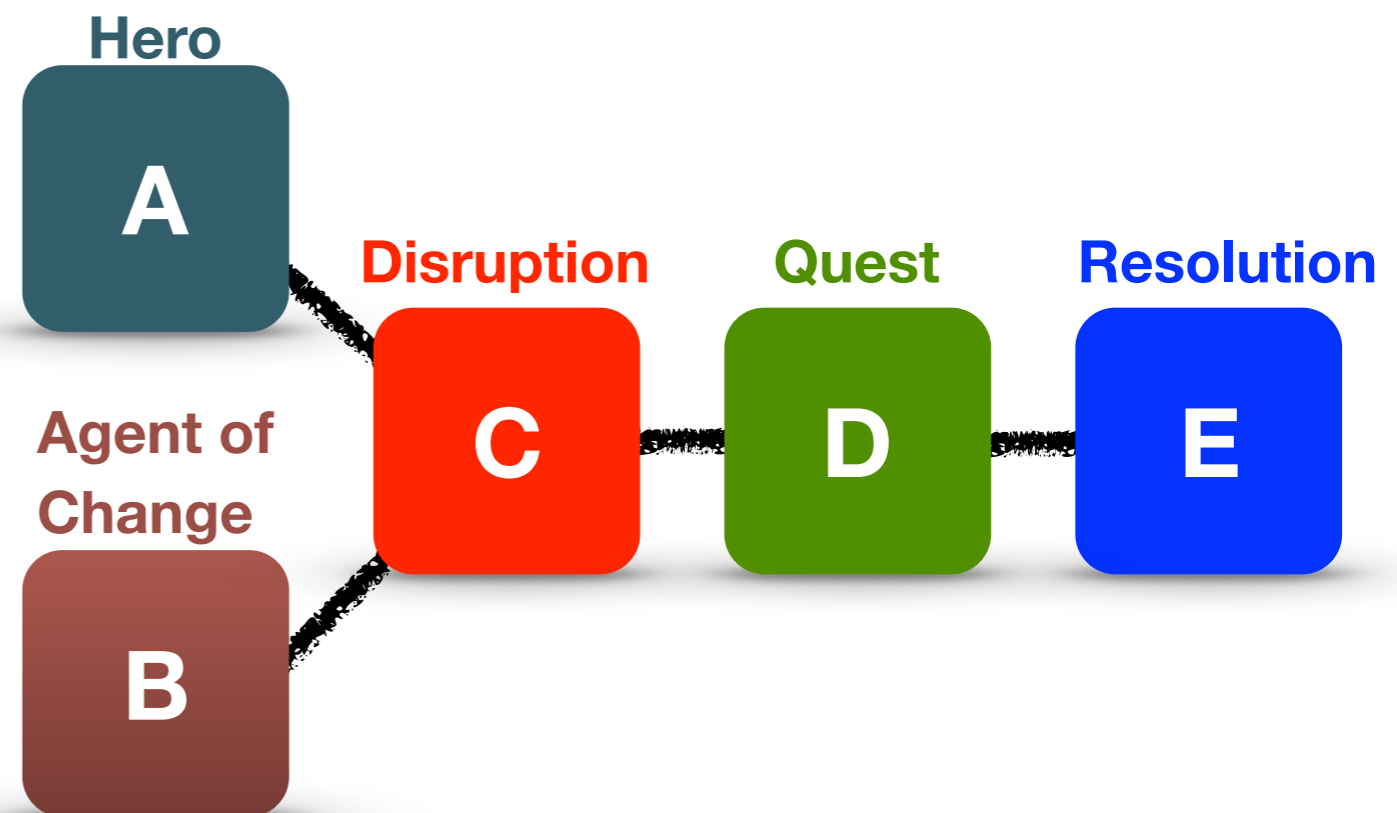 Hero
A
Disruption
Quest
Resolution
C
D
E
Agent of
Change
B